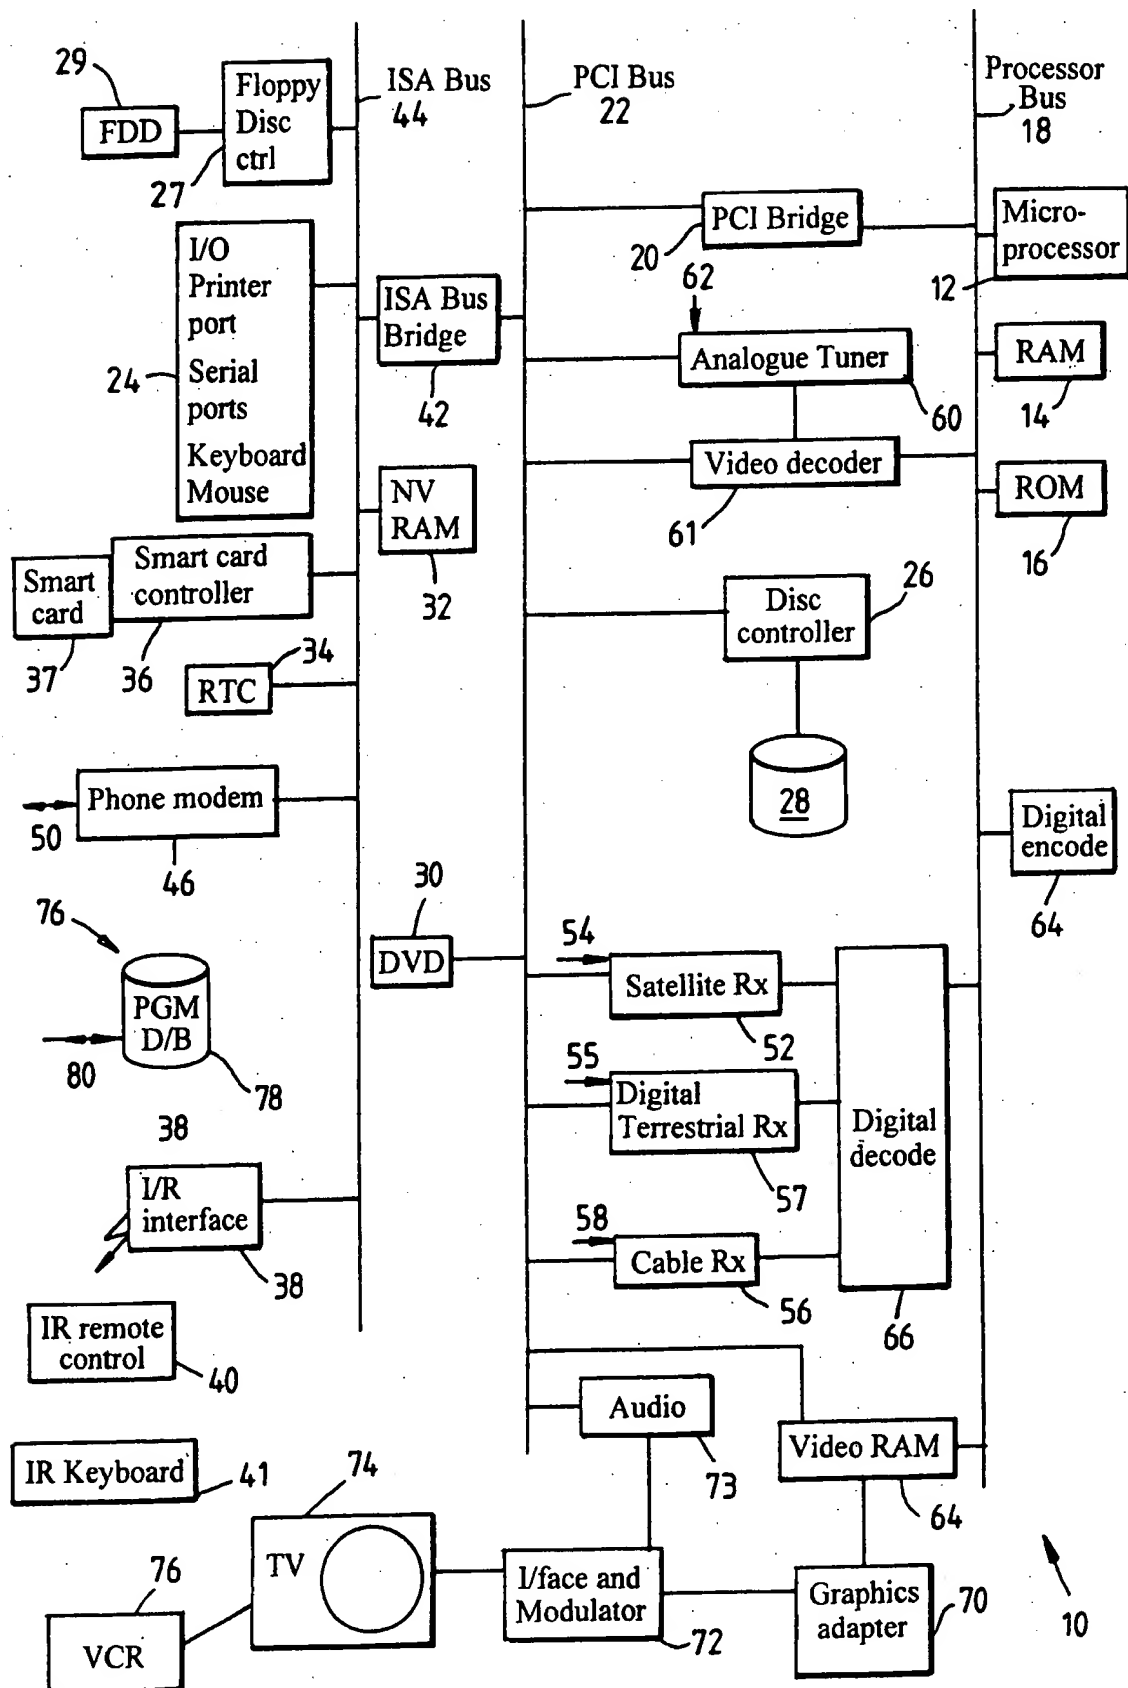 29
FDD
Floppy
Disc
ctrl
27
ISA Bus
44
PCI Bus
22
Processor
Bus
18
I/O
Printer
port
Serial
ports
Keyboard
Mouse
24
ISA Bus
Bridge
42
PCI Bridge
20
Micro-
processor
12
62
Analogue Tuner
60
RAM
14
Video decoder
61
ROM
16
NV
RAM
32
Smart card
controller
36
Smart
card
37
RTC
34
Disc
controller
26
28
Phone modem
50
46
Digital
encode
64
76
PGM
D/B
80
78
30
DVD
54
Satellite Rx
52
55
Digital
Terrestrial Rx
57
58
Cable Rx
56
Digital
decode
66
38
I/R
interface
38
IR remote
control
40
IR Keyboard
41
Audio
73
Video RAM
64
74
TV
76
VCR
I/face and
Modulator
72
Graphics
adapter
70
10